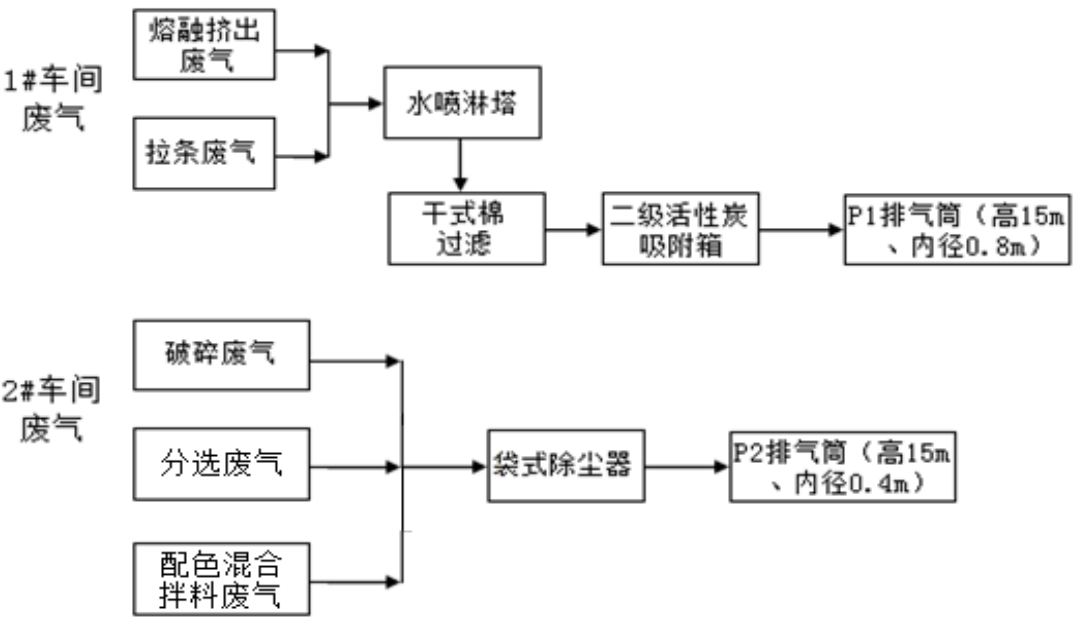 熔融挤出
废气
1#车间
废气
拉条废气
水喷淋塔
干式棉
过滤
二级活性炭
吸附箱
P1排气筒（高15m
、内径0.8m）
破碎废气
2#车间
废气
分选废气
配色混合
拌料废气
袋式除尘器
P2排气筒（高15m
、内径0.4m）